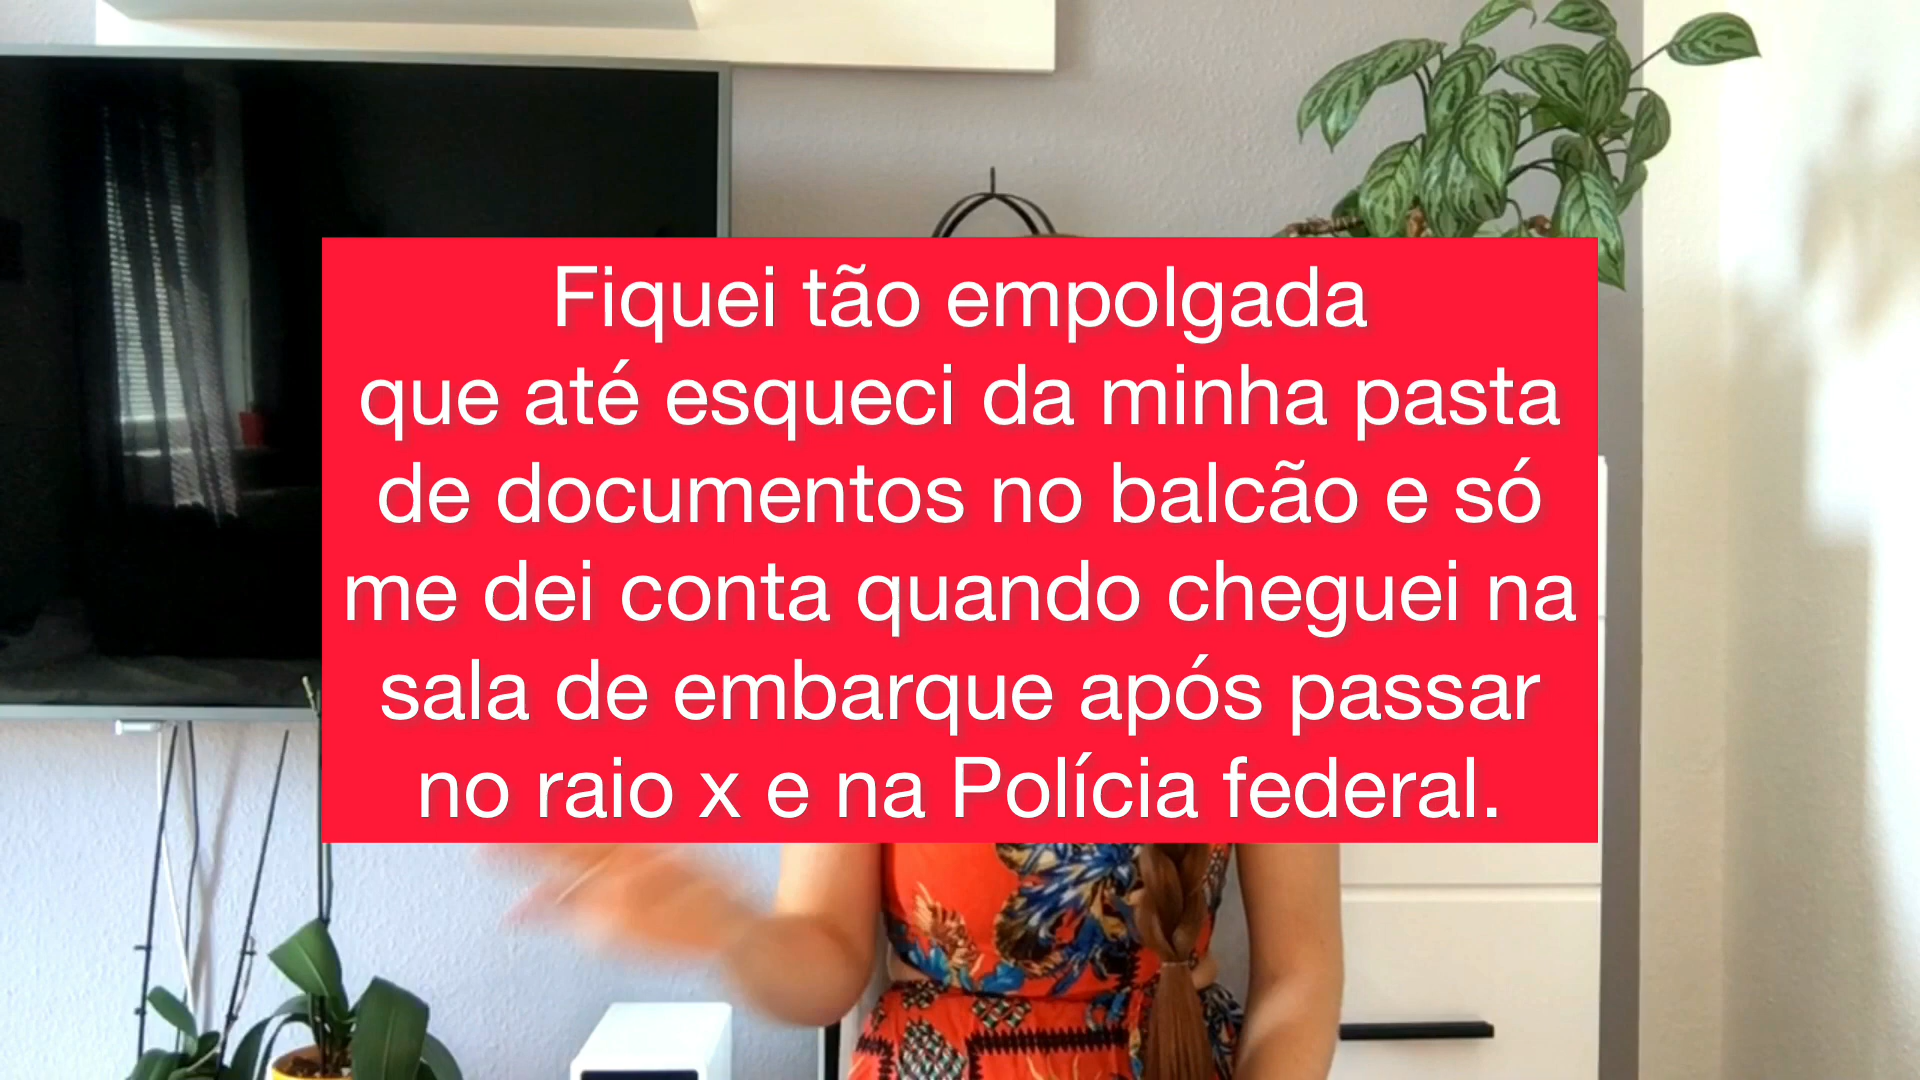 Fiquei tão empolgada
que até esqueci da minha pasta
de documentos no balcão e só
me dei conta quando cheguei na
sala de embarque após passar
no raio x e na Polícia federal.